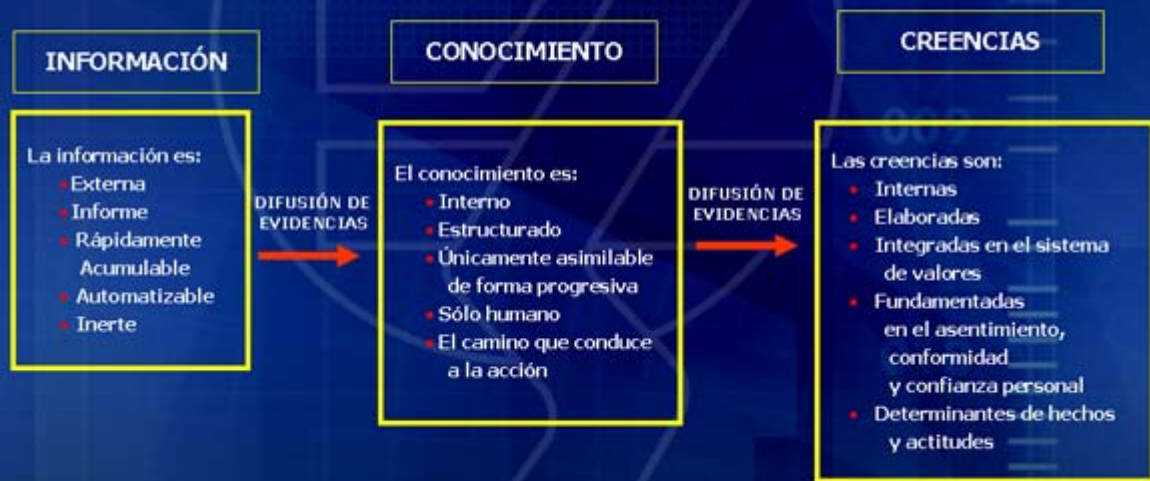 INFORMACIÓN
La información es:
Externa
Informe
Rápidamente
Acumulable
Automatizable
Inerte
DIFUSIÓN DE
EVIDENCIAS
CONOCIMIENTO
El conocimiento es:
Interno
Estructurado
Únicamente asimilable
de forma progresiva
Sólo humano
El camino que conduce
a la acción
DIFUSIÓN DE
EVIDENCIAS
CREENCIAS
009
Las creencias son:
Internas
Elaboradas
Integradas en el sistema
de valores
Fundamentadas
en el asentimiento,
conformidad
y confianza personal
Determinantes de hechos
y actitudes